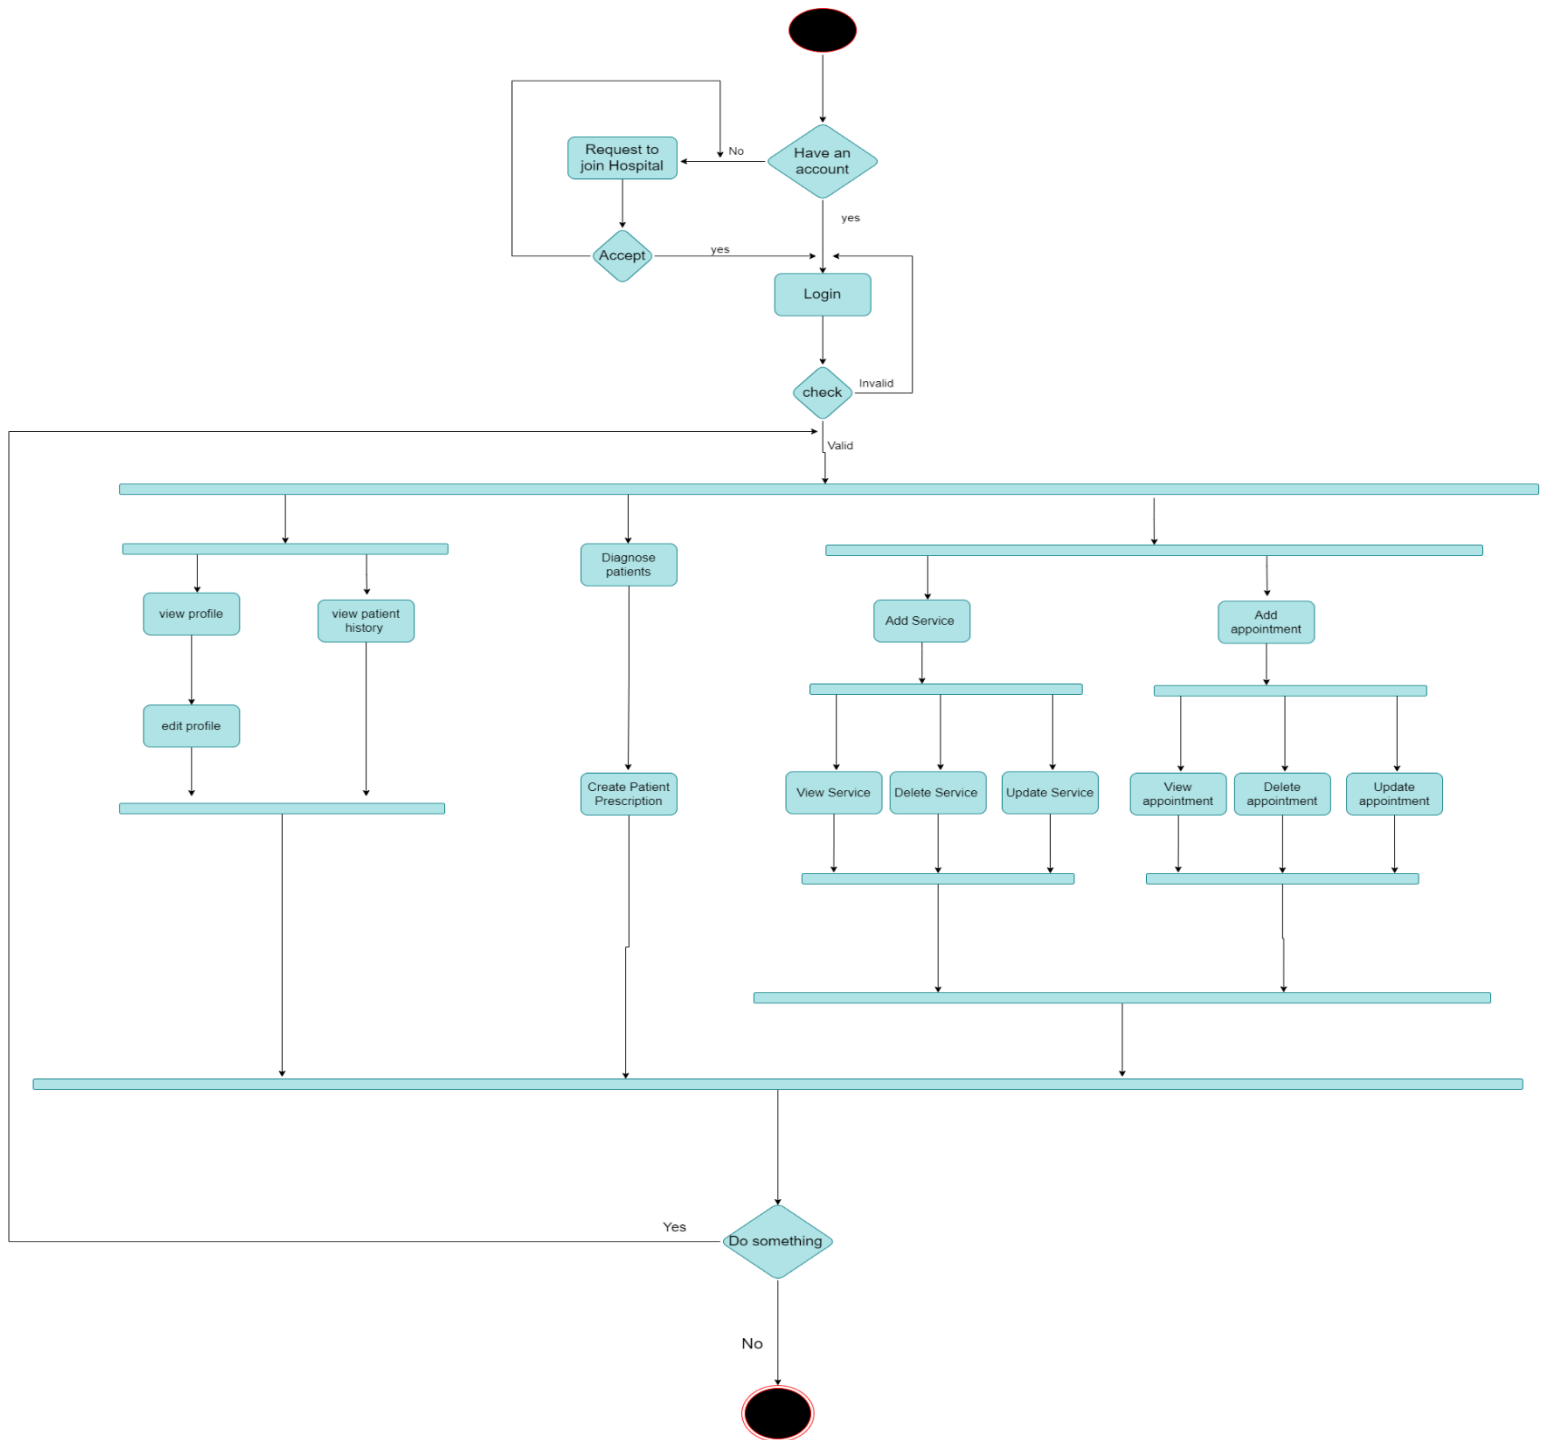 Have an
account
No
Request to
join Hospital
yes
Accept
yes
Login
check
Invalid
Valid
Diagnose
patients
view profile
view patient
history
Add Service
Add
appointment
edit profile
Create Patient
Prescription
View Service
Delete Service
Update Service
View
appointment
Delete
appointment
Update
appointment
Yes
Do something
No